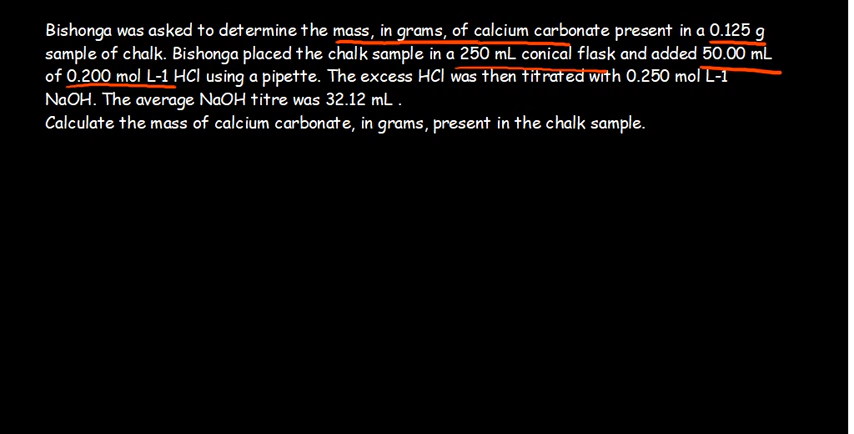 Bishonga was asked to determine the mass, in grams, of calcium carbonate present in a 0.125 g
sample of chalk. Bishonga placed the chalk sample in a 250 mL conical flask and added 50.00 mL
of 0.200 mol L-1 HCl using a pipette. The excess HCl was then titrated with 0.250 mol L-1
NaOH. The average NaOH titre was 32.12 mL .
Calculate the mass of calcium carbonate, in grams, present in the chalk sample.